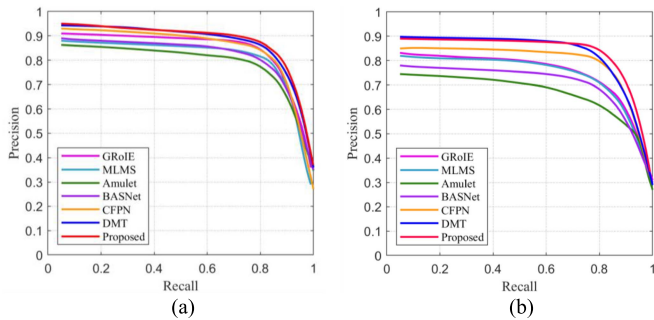 1
0.9
0.8
0.7
0.6
0.5
0.4
0.3
0.2
0.1
0
Precision
GRoIE
MLMS
Amulet
BASNet
CFPN
DMT
Proposed
0 0.2 0.4 0.6 0.8 1
Recall
(a)
1
0.9
0.8
0.7
0.6
0.5
0.4
0.3
0.2
0.1
0
Precision
GRoIE
MLMS
Amulet
BASNet
CFPN
DMT
Proposed
0 0.2 0.4 0.6 0.8 1
Recall
(b)